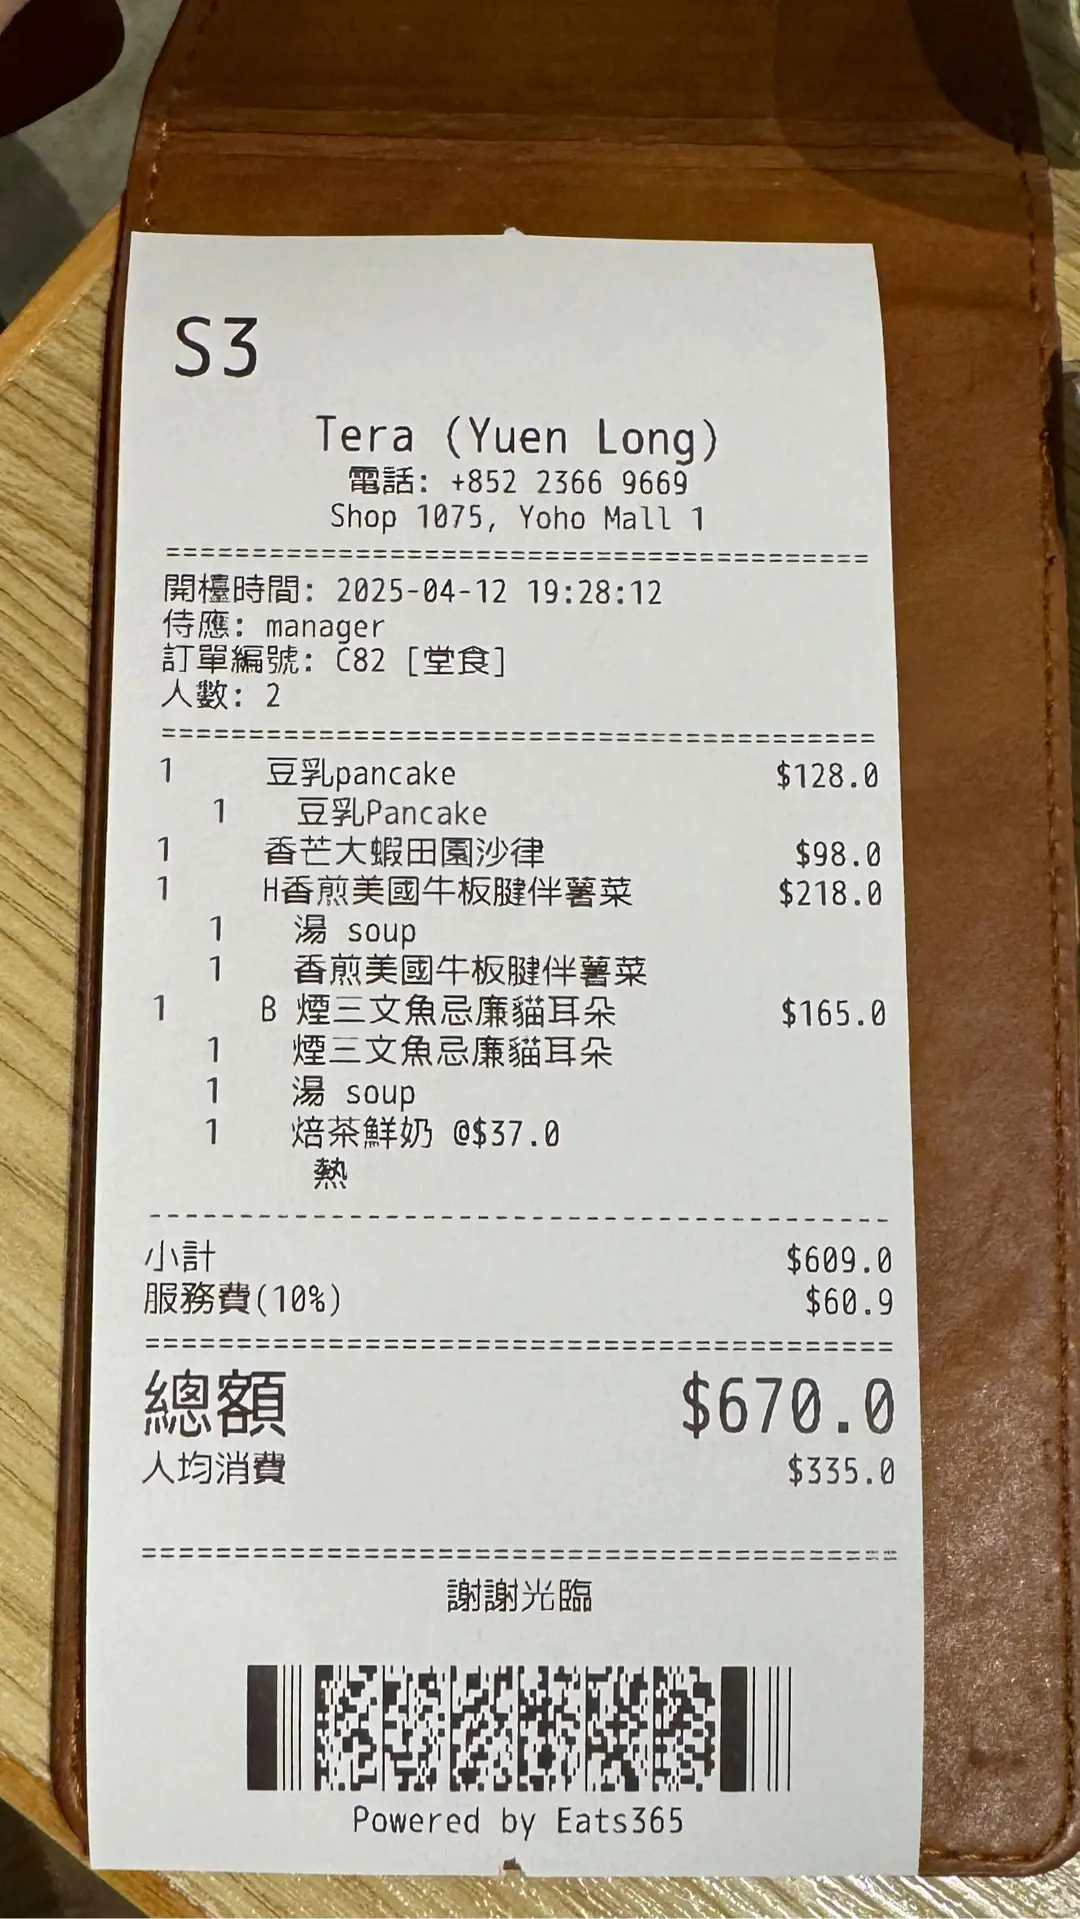 S3
Tera (Yuen Long)
電話: +852 2366 9669
Shop 1075, Yoho Mall 1
=========================================
開檯時間: 2025-04-12 19:28:12
侍應: manager
訂單編號: C82 [堂食]
人數: 2
=========================================
1 豆乳pancake $128.0
1 豆乳Pancake
1 香芒大蝦田園沙律 $98.0
1 H香煎美國牛板腱伴薯菜 $218.0
1 湯 soup
1 香煎美國牛板腱伴薯菜
1 B 煙三文魚忌廉貓耳朵 $165.0
1 煙三文魚忌廉貓耳朵
1 湯 soup
1 焙茶鮮奶 @$37.0
熱
-----------------------------------------
小計 $609.0
服務費(10%) $60.9
=========================================
總額 $670.0
人均消費 $335.0
=========================================
謝謝光臨
Powered by Eats365